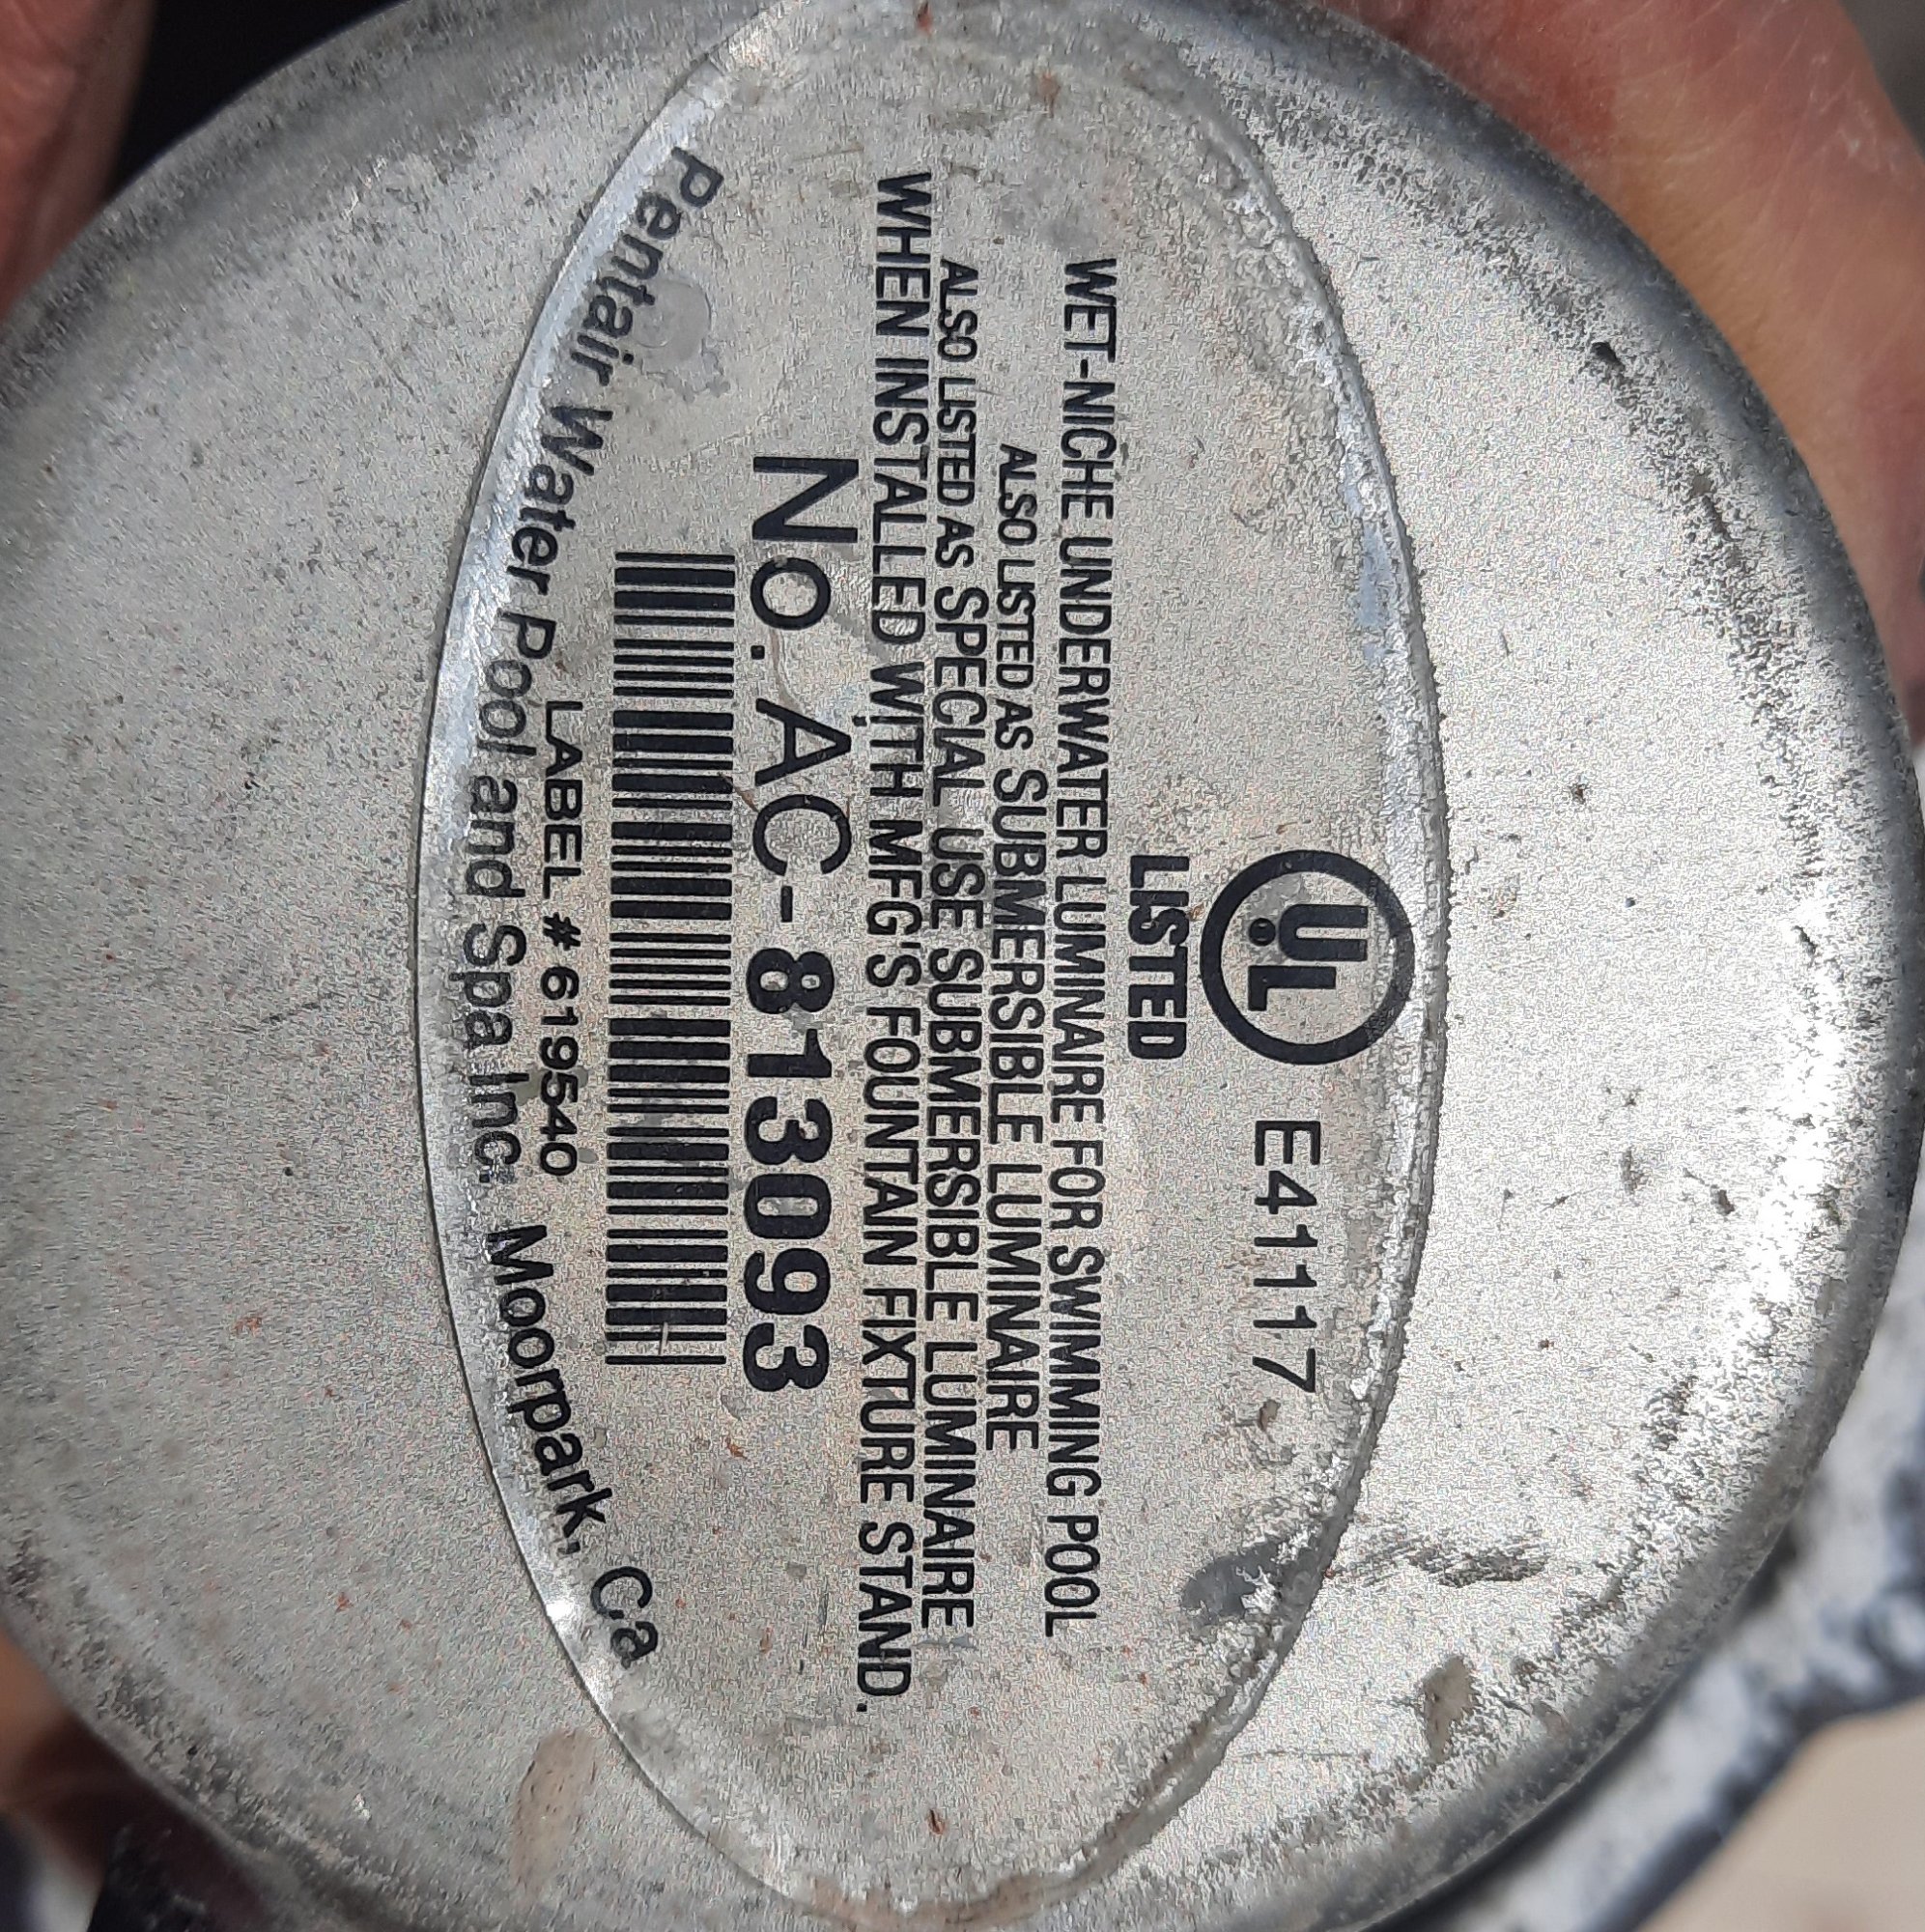 UL E41117
LISTED
WET-NICHE UNDERWATER LUMINAIRE FOR SWIMMING POOL
ALSO LISTED AS SUBMERSIBLE LUMINAIRE
ALSO LISTED AS SPECIAL USE SUBMERSIBLE LUMINAIRE
WHEN INSTALLED WITH MFG'S FOUNTAIN FIXTURE STAND.
No. AC-813093
LABEL # 619540
Pentair Water Pool and Spa Inc. Moorpark, Ca